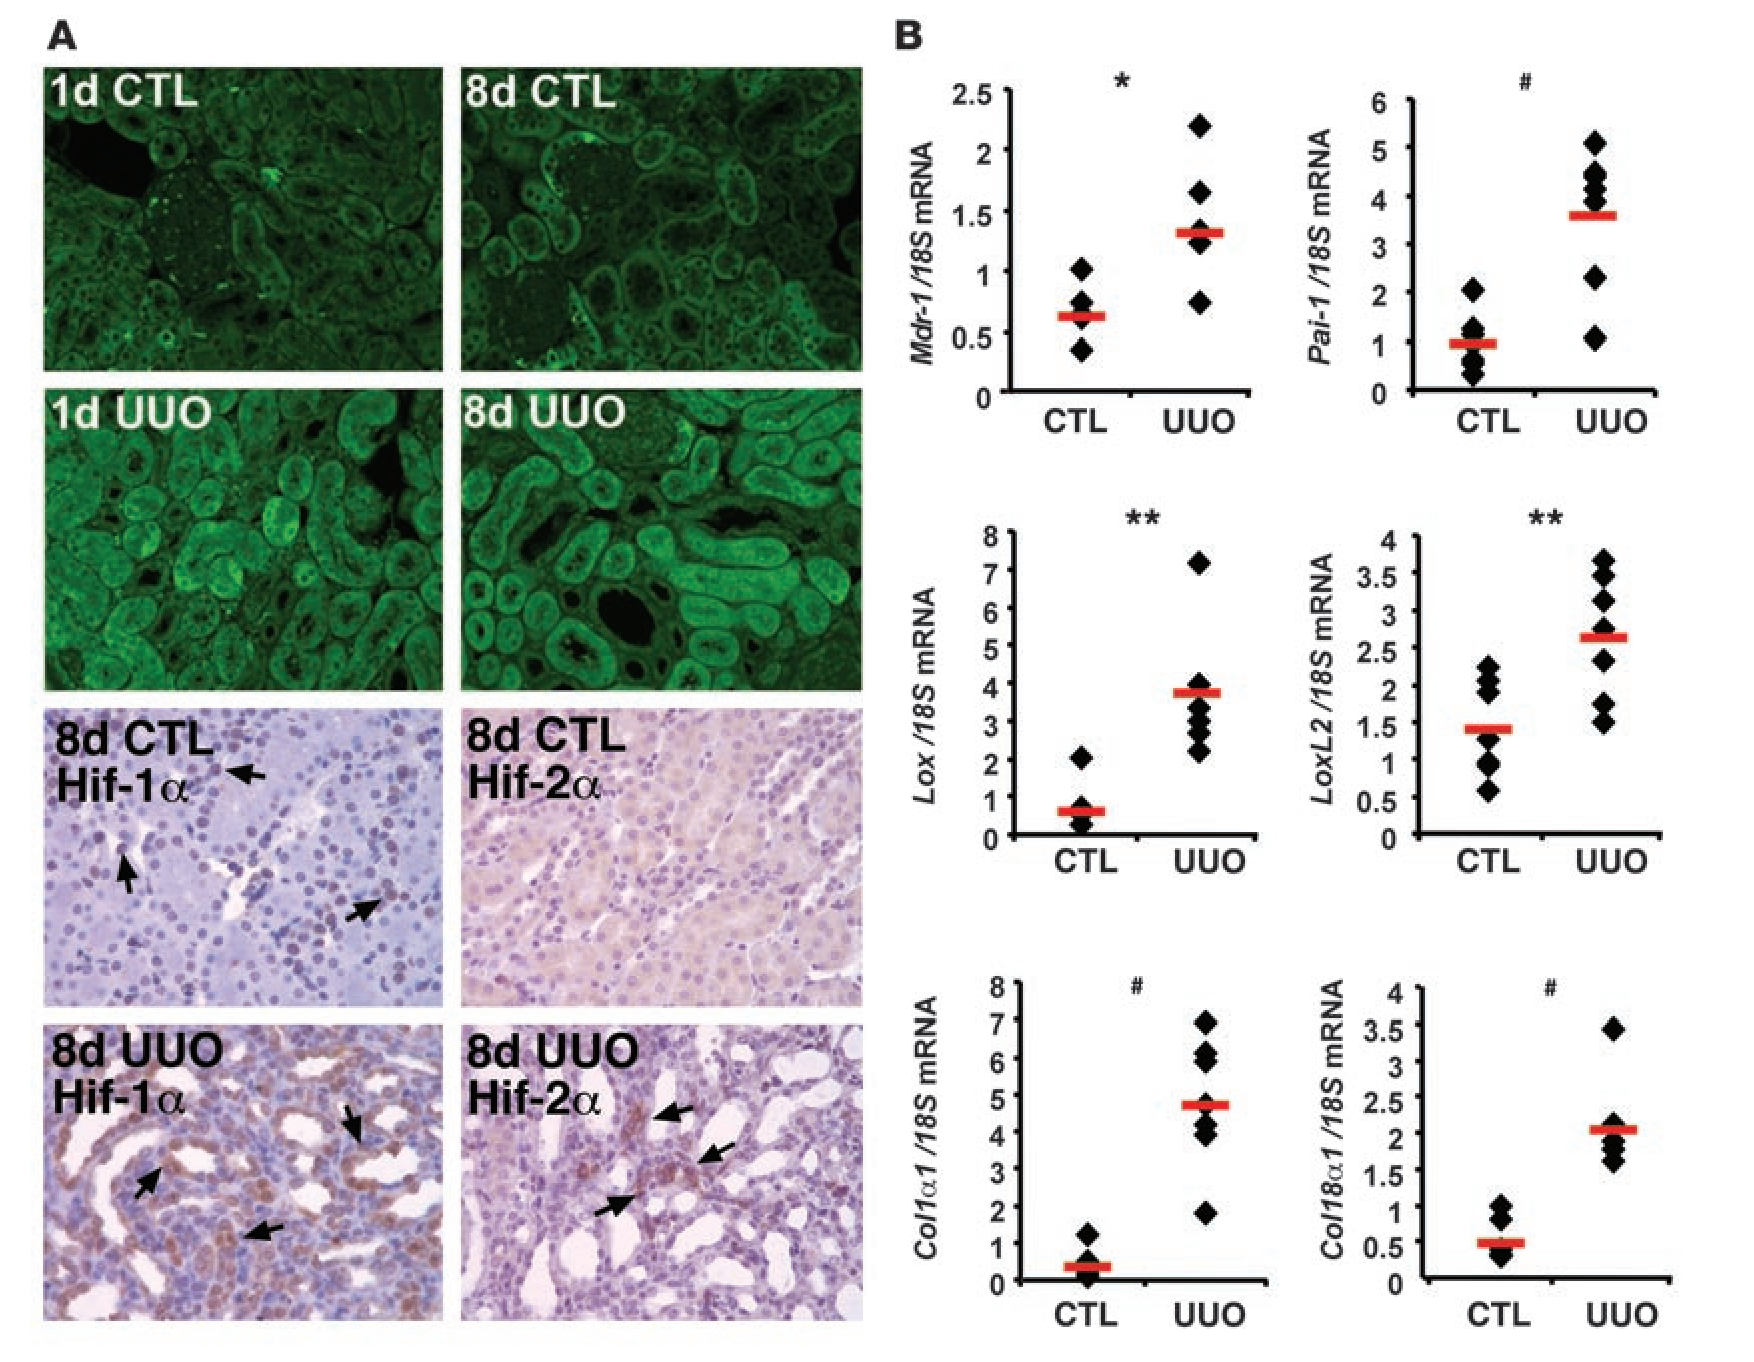 A
1d CTL
8d CTL
1d UUO
8d UUO
8d CTL
Hif-1α
8d CTL
Hif-2α
8d UUO
Hif-1α
8d UUO
Hif-2α
B
*
Mdr-1/18S mRNA
2.5
2
1.5
1
0.5
0
CTL UUO
#
Pai-1 /18S mRNA
6
5
4
3
2
1
0
CTL UUO
**
Lox /18S mRNA
8
7
6
5
4
3
2
1
0
CTL UUO
**
LoxL2 /18S mRNA
4
3.5
3
2.5
2
1.5
1
0.5
0
CTL UUO
#
Col1α1 /18S mRNA
8
7
6
5
4
3
2
1
0
CTL UUO
#
Col18α1 /18S mRNA
4
3.5
3
2.5
2
1.5
1
0.5
0
CTL UUO